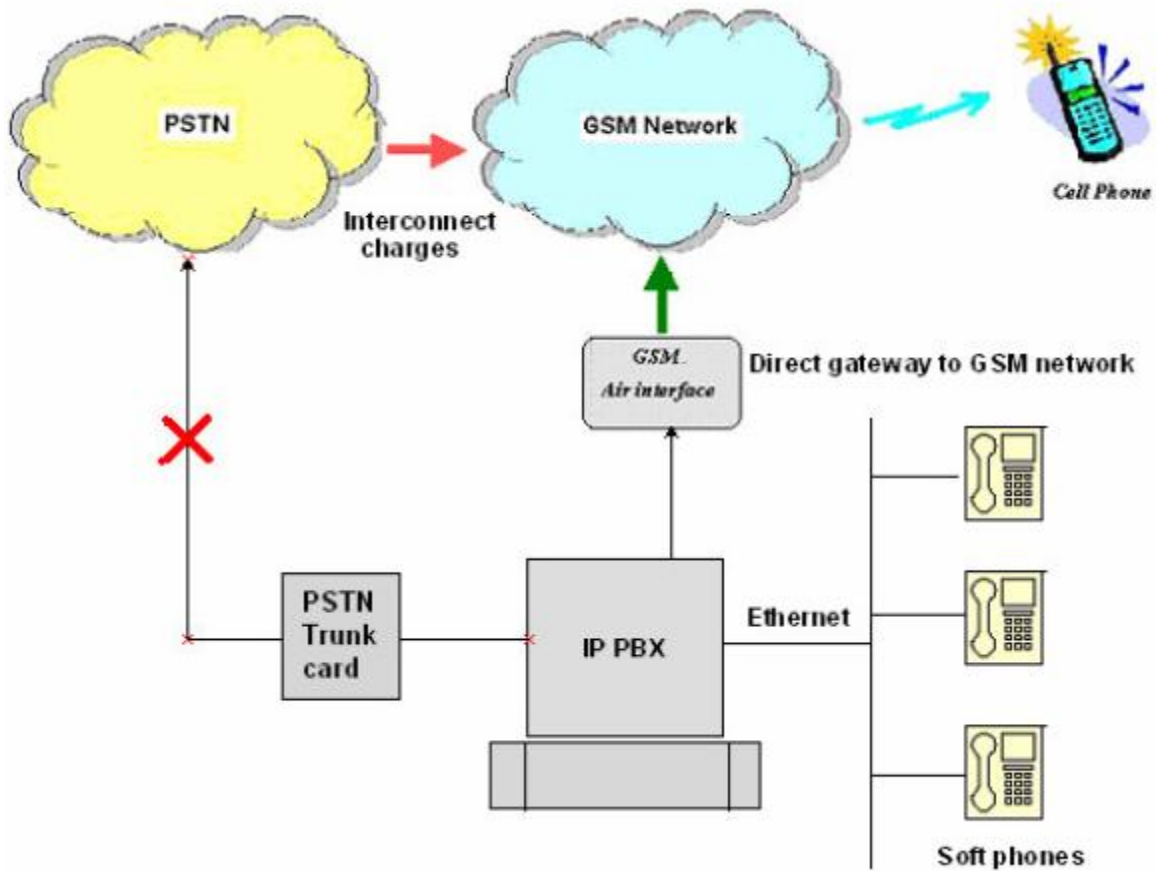 PSTN
GSM Network
Cell Phone
Interconnect
charges
GSM
Air interface
Direct gateway to GSM network
PSTN
Trunk
card
IP PBX
Ethernet
Soft phones